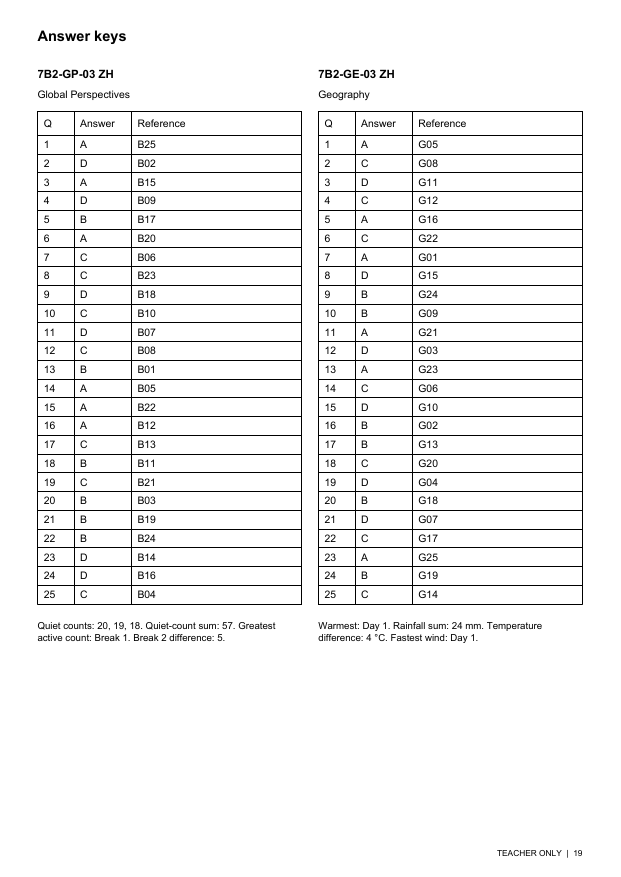 Answer keys
7B2-GP-03 ZH
Global Perspectives
Q Answer Reference
1 A B25
2 D B02
3 A B15
4 D B09
5 B B17
6 A B20
7 C B06
8 C B23
9 D B18
10 C B10
11 D B07
12 C B08
13 B B01
14 A B05
15 A B22
16 A B12
17 C B13
18 B B11
19 C B21
20 B B03
21 B B19
22 B B24
23 D B14
24 D B16
25 C B04
Quiet counts: 20, 19, 18. Quiet-count sum: 57. Greatest
active count: Break 1. Break 2 difference: 5.
7B2-GE-03 ZH
Geography
Q Answer Reference
1 A G05
2 C G08
3 D G11
4 C G12
5 A G16
6 C G22
7 A G01
8 D G15
9 B G24
10 B G09
11 A G21
12 D G03
13 A G23
14 C G06
15 D G10
16 B G02
17 B G13
18 C G20
19 D G04
20 B G18
21 D G07
22 C G17
23 A G25
24 B G19
25 C G14
Warmest: Day 1. Rainfall sum: 24 mm. Temperature
difference: 4 °C. Fastest wind: Day 1.
TEACHER ONLY | 19